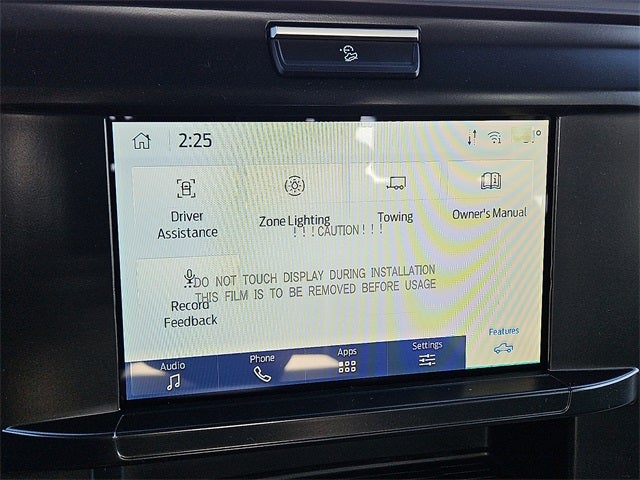 2:25
Driver
Assistance
Zone Lighting
Towing
Owner's Manual
!!!CAUTION!!!
DO NOT TOUCH DISPLAY DURING INSTALLATION
THIS FILM IS TO BE REMOVED BEFORE USAGE
Record
Feedback
Features
Audio
Phone
Apps
Settings